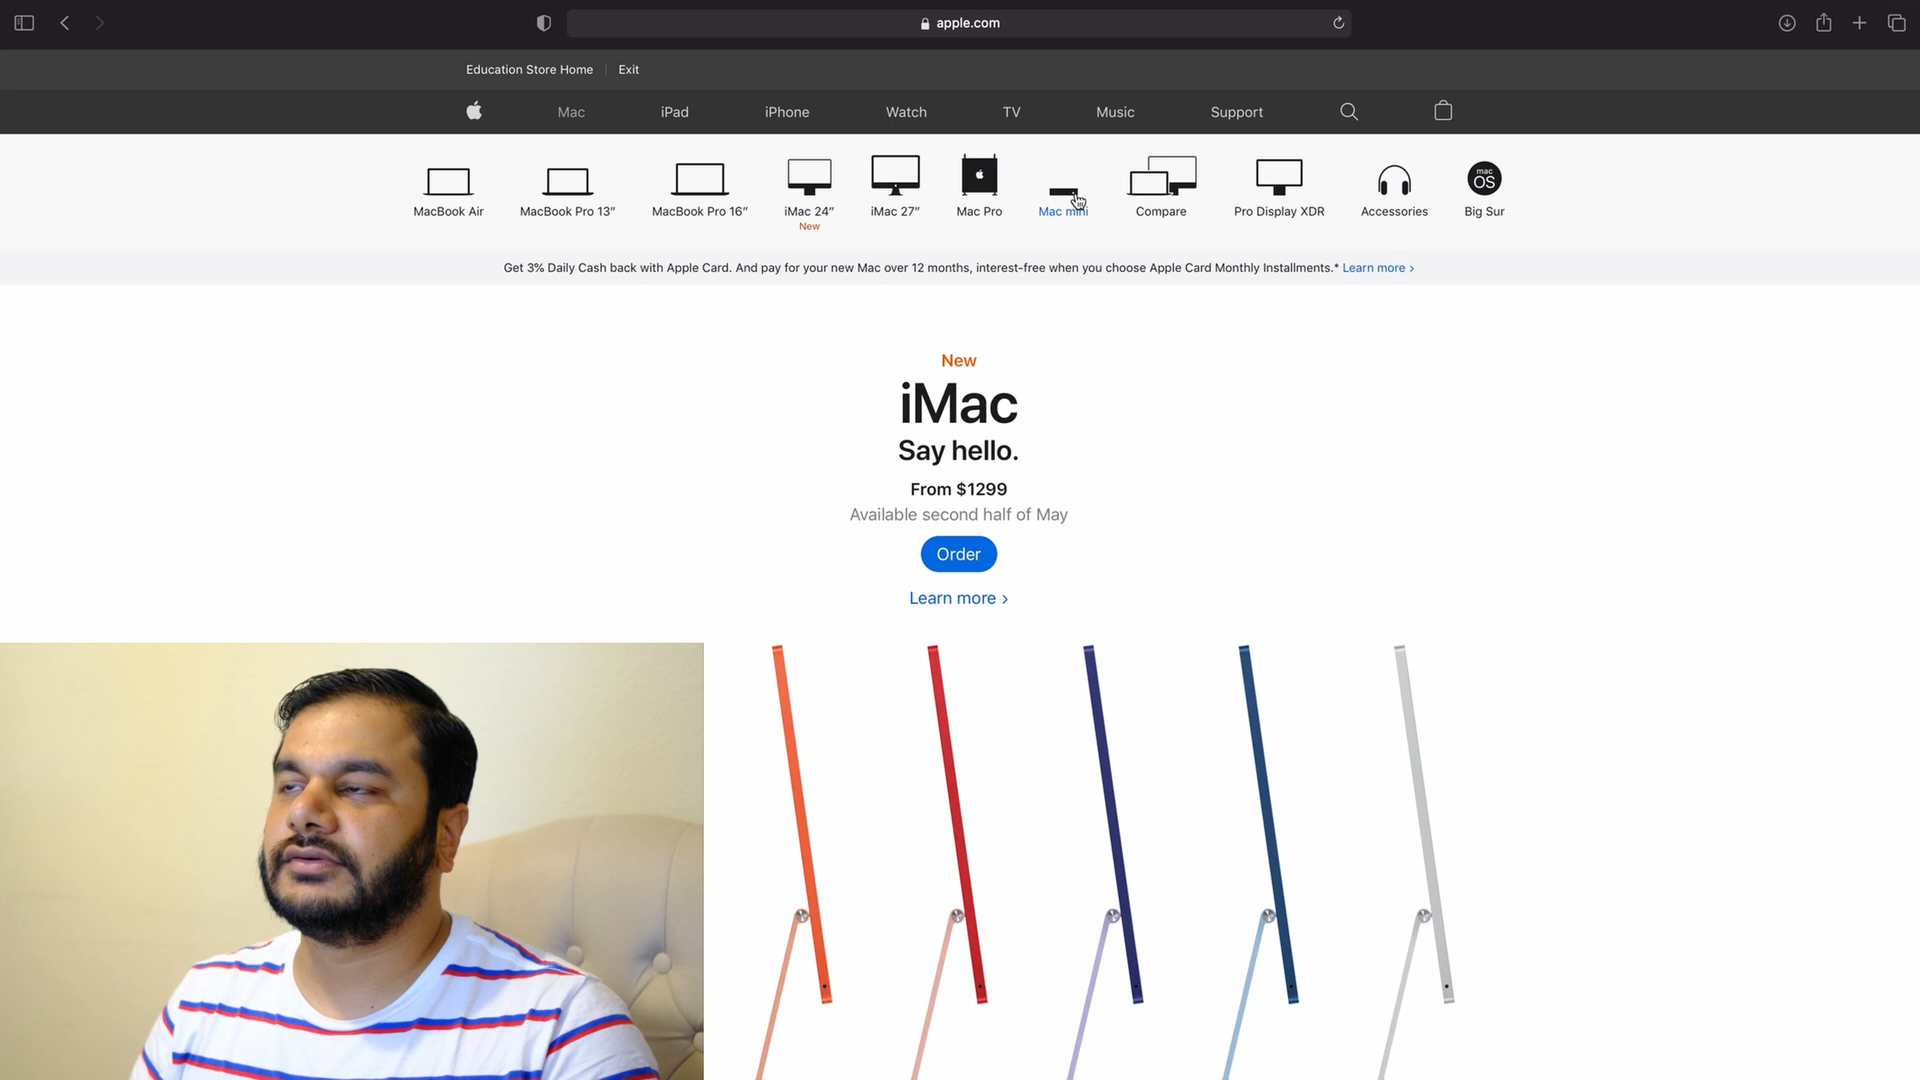 apple.com
Education Store Home Exit
Mac iPad iPhone Watch TV Music Support
mac
OS
MacBook Air MacBook Pro 13” MacBook Pro 16” iMac 24” iMac 27” Mac Pro Mac mini Compare Pro Display XDR Accessories Big Sur
New
Get 3% Daily Cash back with Apple Card. And pay for your new Mac over 12 months, interest-free when you choose Apple Card Monthly Installments.* Learn more ›
New
iMac
Say hello.
From $1299
Available second half of May
Order
Learn more ›